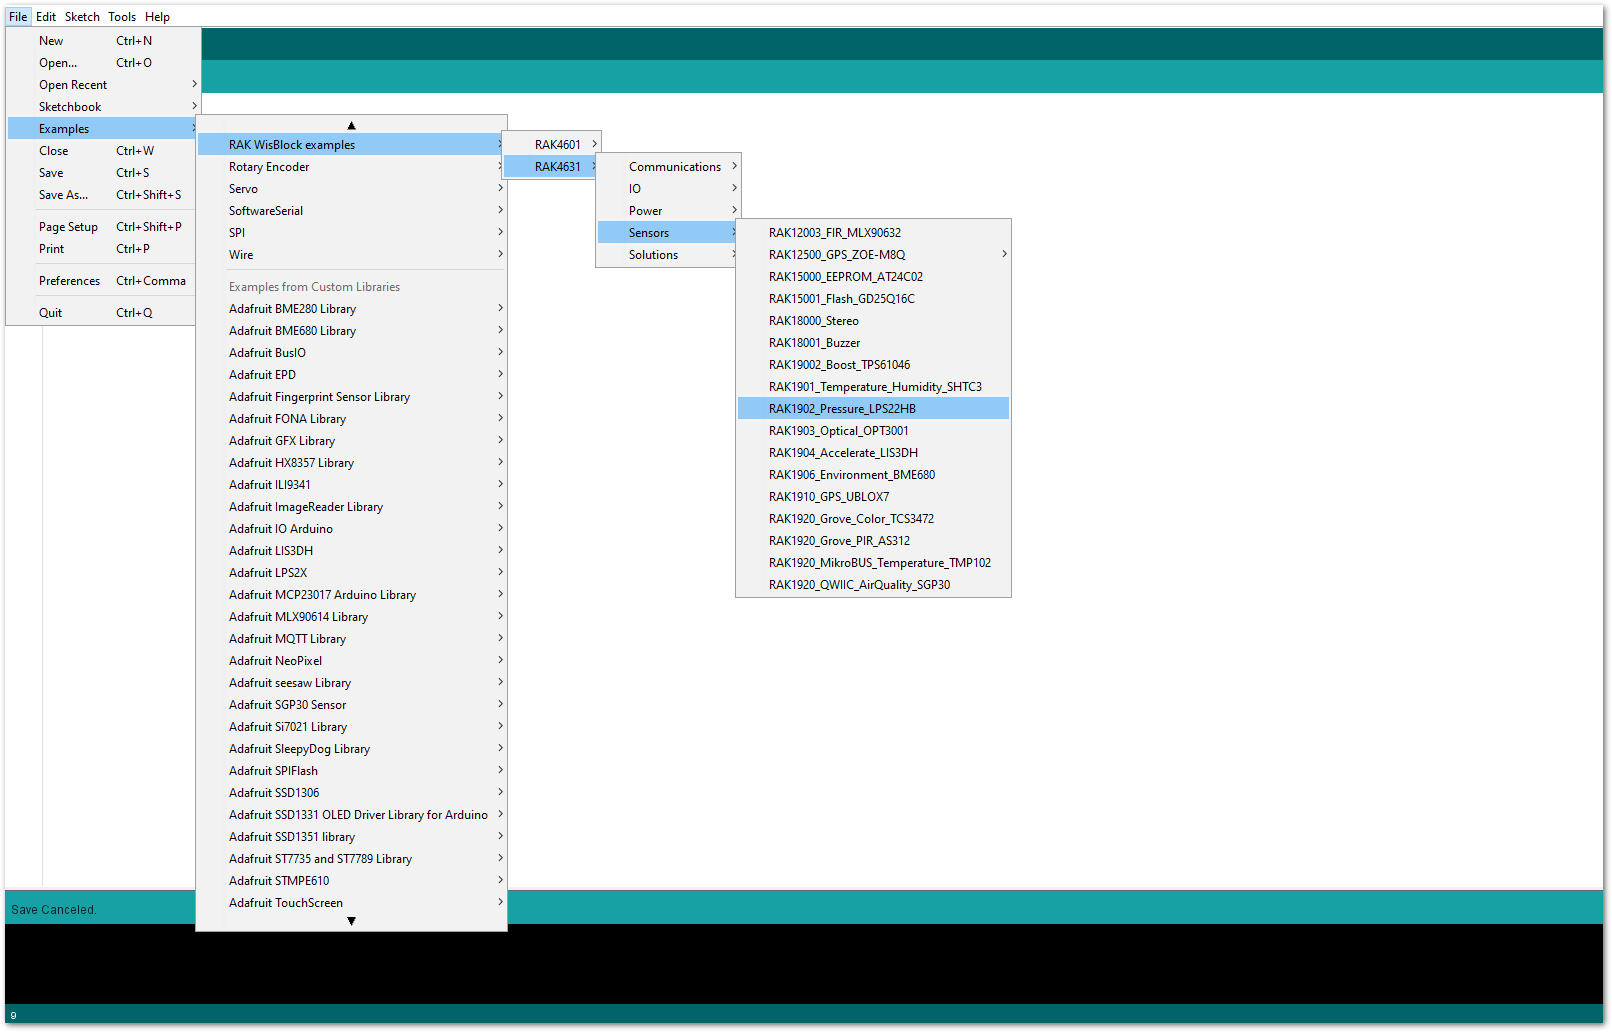 File Edit Sketch Tools Help
New Ctrl+N
Open... Ctrl+O
Open Recent
Sketchbook
Examples
Close Ctrl+W
Save Ctrl+S
Save As... Ctrl+Shift+S
Page Setup Ctrl+Shift+P
Print Ctrl+P
Preferences Ctrl+Comma
Quit Ctrl+Q
RAK WisBlock examples
Rotary Encoder
Servo
SoftwareSerial
SPI
Wire
Examples from Custom Libraries
Adafruit BME280 Library
Adafruit BME680 Library
Adafruit BusIO
Adafruit EPD
Adafruit Fingerprint Sensor Library
Adafruit FONA Library
Adafruit GFX Library
Adafruit HX8357 Library
Adafruit ILI9341
Adafruit ImageReader Library
Adafruit IO Arduino
Adafruit LIS3DH
Adafruit LPS2X
Adafruit MCP23017 Arduino Library
Adafruit MLX90614 Library
Adafruit MQTT Library
Adafruit NeoPixel
Adafruit seesaw Library
Adafruit SGP30 Sensor
Adafruit Si7021 Library
Adafruit SleepyDog Library
Adafruit SPIFlash
Adafruit SSD1306
Adafruit SSD1331 OLED Driver Library for Arduino
Adafruit SSD1351 library
Adafruit ST7735 and ST7789 Library
Adafruit STMPE610
Adafruit TouchScreen
RAK4601
RAK4631
Communications
IO
Power
Sensors
Solutions
RAK12003_FIR_MLX90632
RAK12500_GPS_ZOE-M8Q
RAK15000_EEPROM_AT24C02
RAK15001_Flash_GD25Q16C
RAK18000_Stereo
RAK18001_Buzzer
RAK19002_Boost_TPS61046
RAK1901_Temperature_Humidity_SHTC3
RAK1902_Pressure_LPS22HB
RAK1903_Optical_OPT3001
RAK1904_Accelerate_LIS3DH
RAK1906_Environment_BME680
RAK1910_GPS_UBLOX7
RAK1920_Grove_Color_TCS3472
RAK1920_Grove_PIR_AS312
RAK1920_MikroBUS_Temperature_TMP102
RAK1920_QWIIC_AirQuality_SGP30
Save Canceled.
9